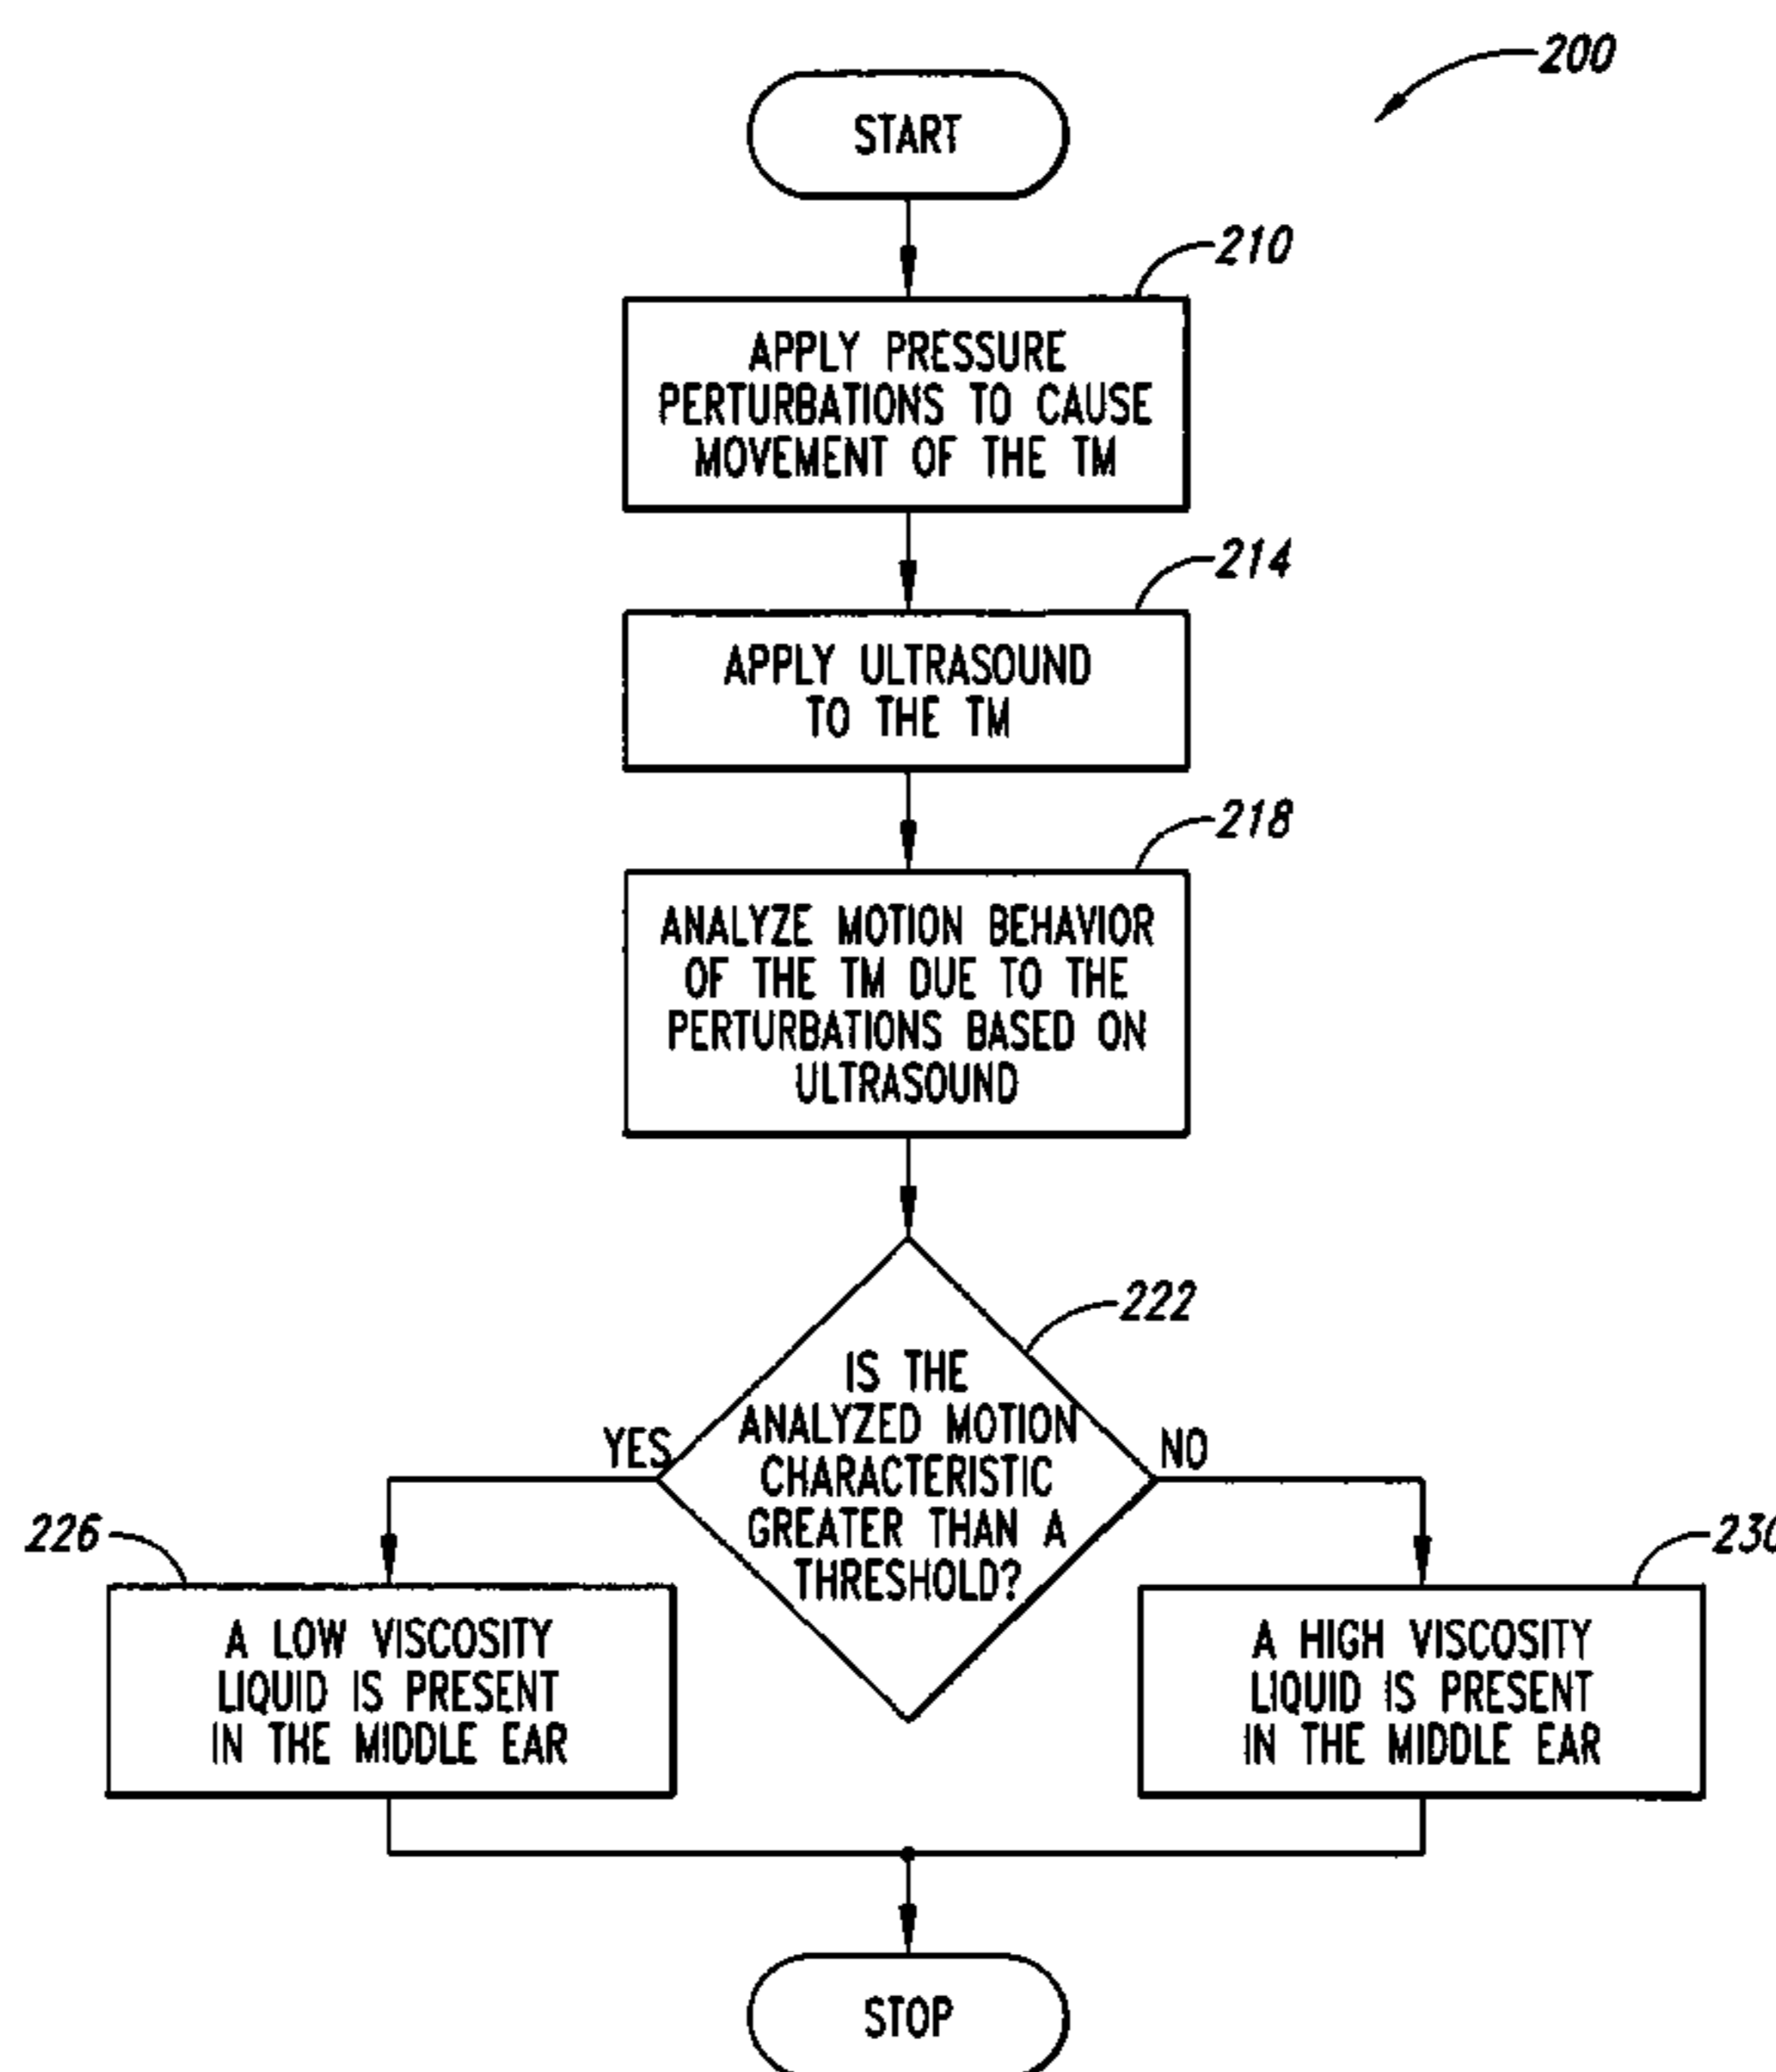 200
START
210
APPLY PRESSURE
PERTURBATIONS TO CAUSE
MOVEMENT OF THE TM
214
APPLY ULTRASOUND
TO THE TM
218
ANALYZE MOTION BEHAVIOR
OF THE TM DUE TO THE
PERTURBATIONS BASED ON
ULTRASOUND
222
IS THE
ANALYZED MOTION
CHARACTERISTIC
GREATER THAN A
THRESHOLD?
YES
NO
226
A LOW VISCOSITY
LIQUID IS PRESENT
IN THE MIDDLE EAR
230
A HIGH VISCOSITY
LIQUID IS PRESENT
IN THE MIDDLE EAR
STOP